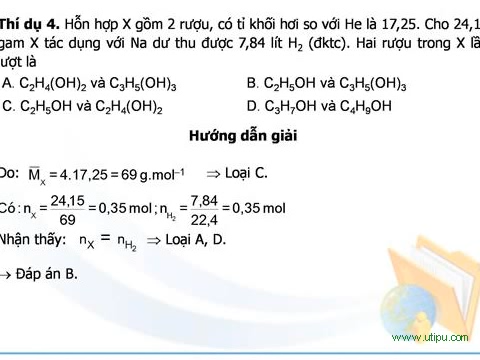 Thí dụ 4. Hỗn hợp X gồm 2 rượu, có tỉ khối hơi so với He là 17,25. Cho 24,1
gam X tác dụng với Na dư thu được 7,84 lít H₂ (đktc). Hai rượu trong X lầ
ượt là
A. C₂H₄(OH)₂ và C₃H₅(OH)₃ B. C₂H₅OH và C₃H₅(OH)₃
C. C₂H₅OH và C₂H₄(OH)₂ D. C₃H₇OH và C₄H₉OH
Hướng dẫn giải
Do: M̅ₓ = 4.17,25 = 69 g.mol⁻¹ ⇒ Loại C.
Có: nₓ = 24,15/69 = 0,35 mol; n_H₂ = 7,84/22,4 = 0,35 mol
Nhận thấy: nₓ = n_H₂ ⇒ Loại A, D.
→ Đáp án B.
www.utipu.com